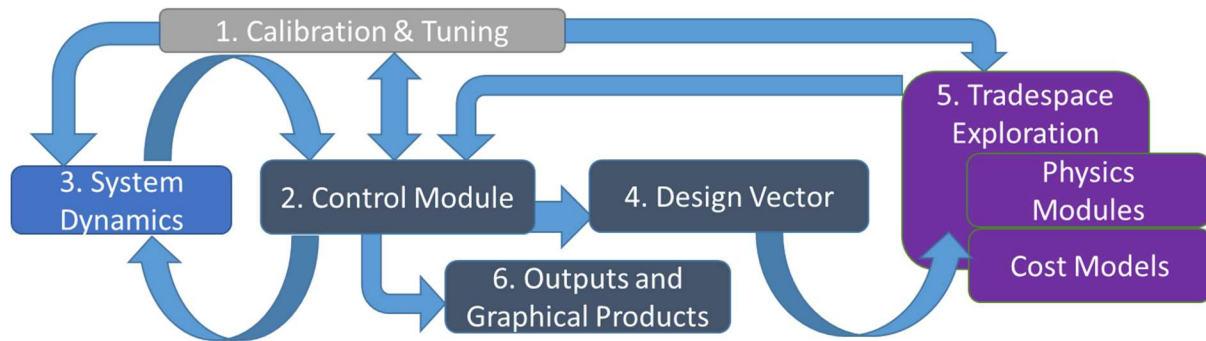 1. Calibration & Tuning
5. Tradespace
Exploration
Physics
Modules
3. System
Dynamics
2. Control Module
4. Design Vector
Cost Models
6. Outputs and
Graphical Products